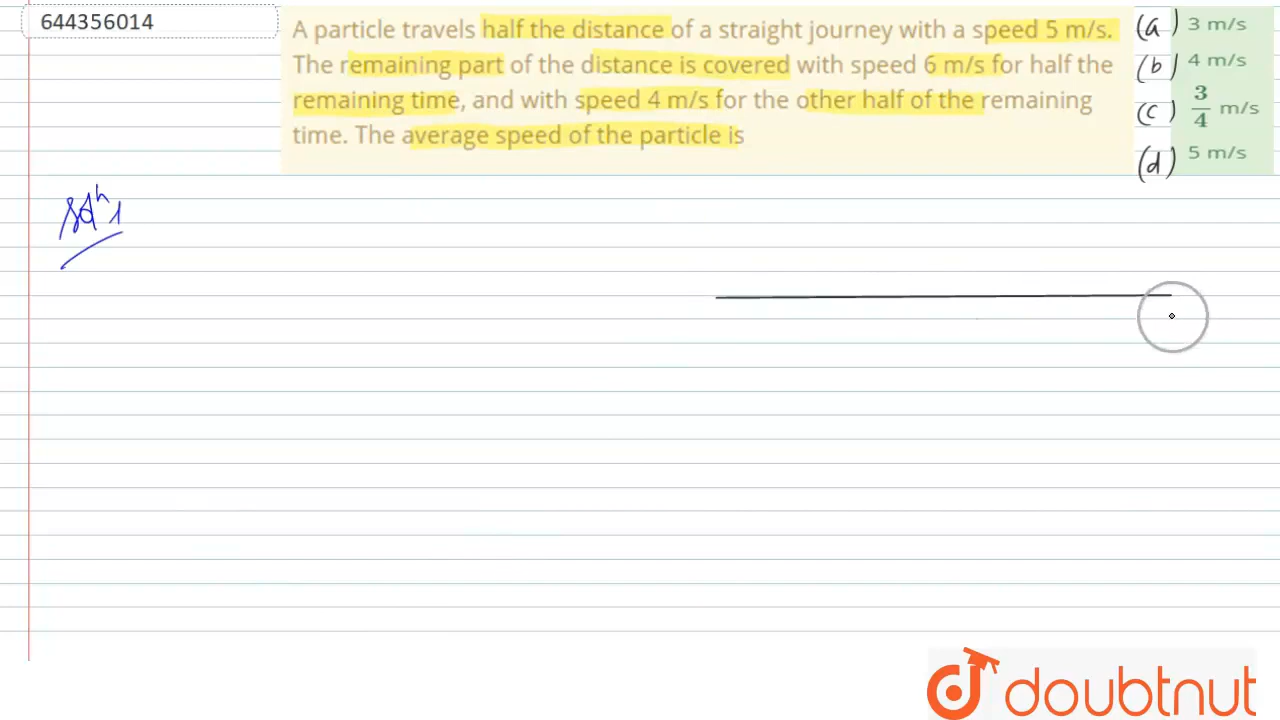 644356014
A particle travels half the distance of a straight journey with a speed 5 m/s.
The remaining part of the distance is covered with speed 6 m/s for half the
remaining time, and with speed 4 m/s for the other half of the remaining
time. The average speed of the particle is
(a) 3 m/s
(b) 4 m/s
(c) 3/4 m/s
(d) 5 m/s
Solⁿ,
doubtnut